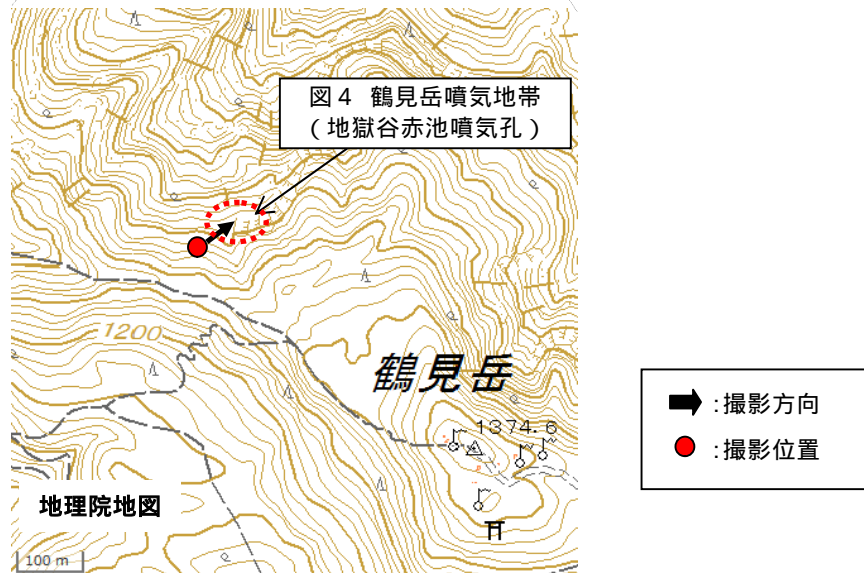 図4 鶴見岳噴気地帯
(地獄谷赤池噴気孔)
1200
鶴見岳
1374.6
地理院地図
100 m
:撮影方向
:撮影位置